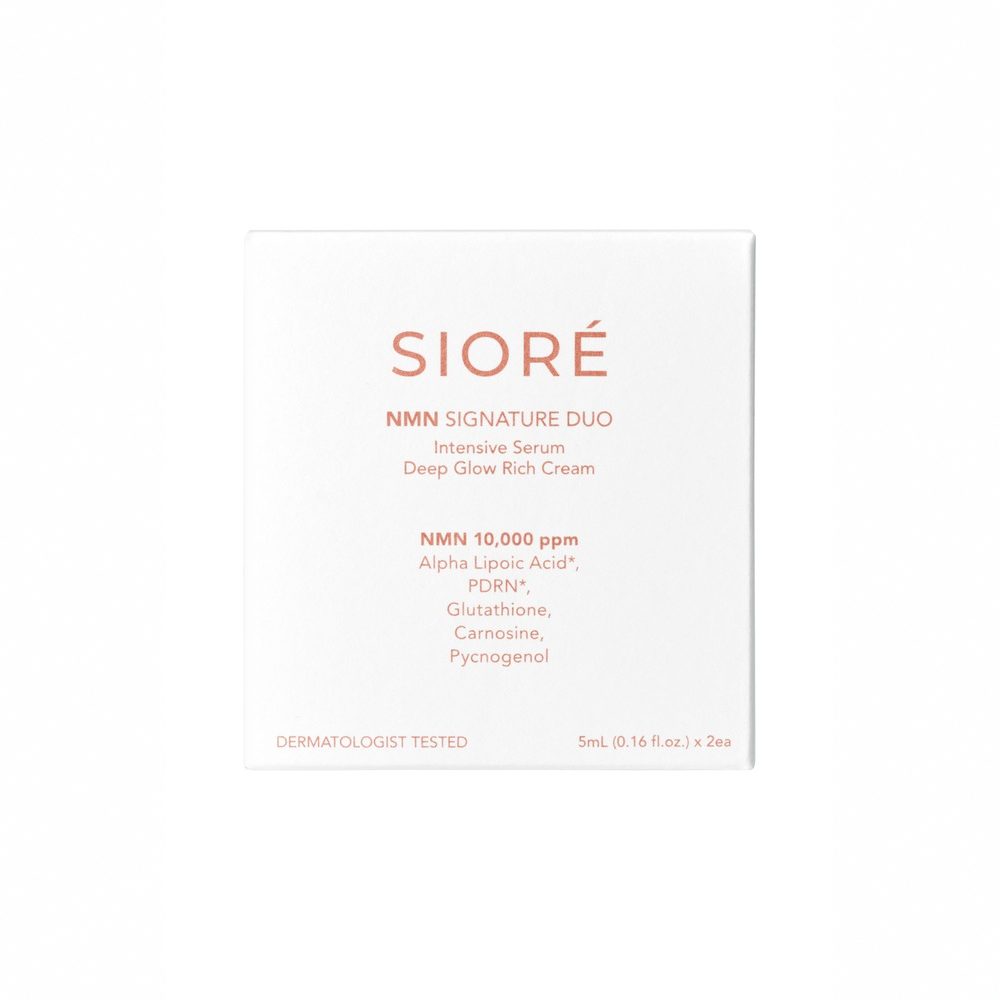 SIORÉ
NMN SIGNATURE DUO
Intensive Serum
Deep Glow Rich Cream
NMN 10,000 ppm
Alpha Lipoic Acid*,
PDRN*,
Glutathione,
Carnosine,
Pycnogenol
DERMATOLOGIST TESTED
5mL (0.16 fl.oz.) x 2ea